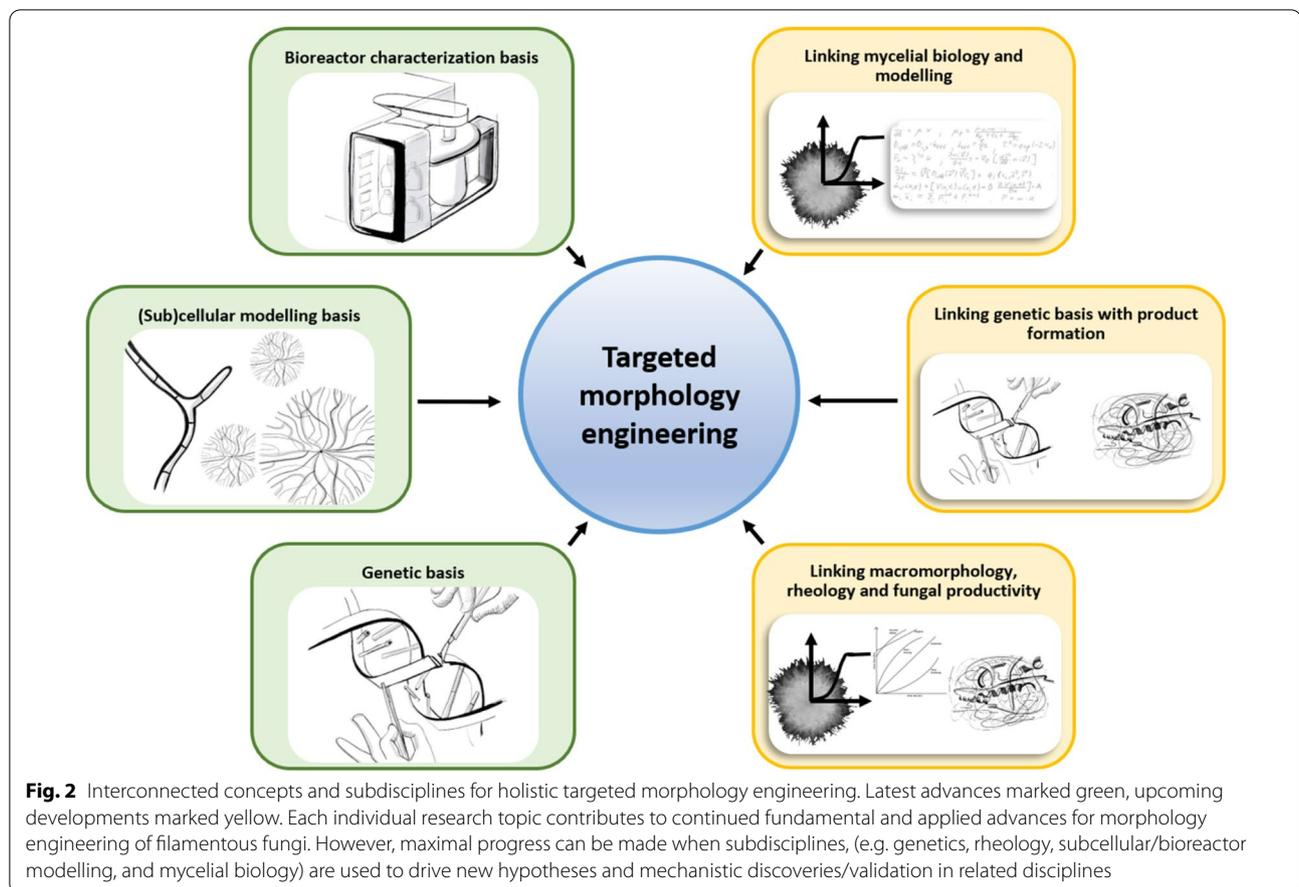 Bioreactor characterization basis
Linking mycelial biology and
modelling
(Sub)cellular modelling basis
Targeted
morphology
engineering
Linking genetic basis with product
formation
Genetic basis
Linking macromorphology,
rheology and fungal productivity
Fig. 2 Interconnected concepts and subdisciplines for holistic targeted morphology engineering. Latest advances marked green, upcoming
developments marked yellow. Each individual research topic contributes to continued fundamental and applied advances for morphology
engineering of filamentous fungi. However, maximal progress can be made when subdisciplines, (e.g. genetics, rheology, subcellular/bioreactor
modelling, and mycelial biology) are used to drive new hypotheses and mechanistic discoveries/validation in related disciplines